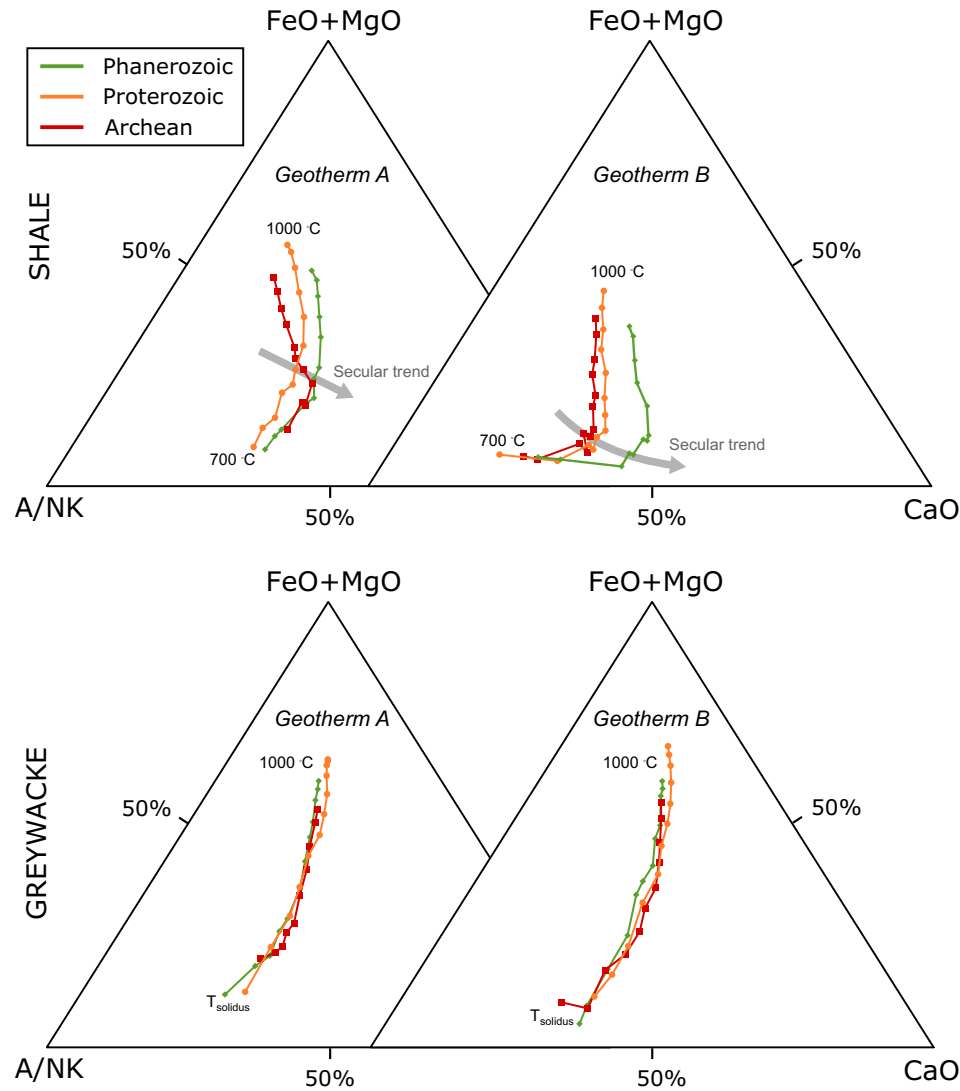 FeO+MgO
FeO+MgO
Phanerozoic
Proterozoic
Archean
Geotherm A
Geotherm B
SHALE
1000 °C
50%
50%
1000 °C
Secular trend
700 °C
700 °C
Secular trend
A/NK
50%
50%
CaO
FeO+MgO
FeO+MgO
Geotherm A
Geotherm B
1000 °C
1000 °C
50%
50%
GREYWACKE
Tsolidus
Tsolidus
A/NK
50%
50%
CaO